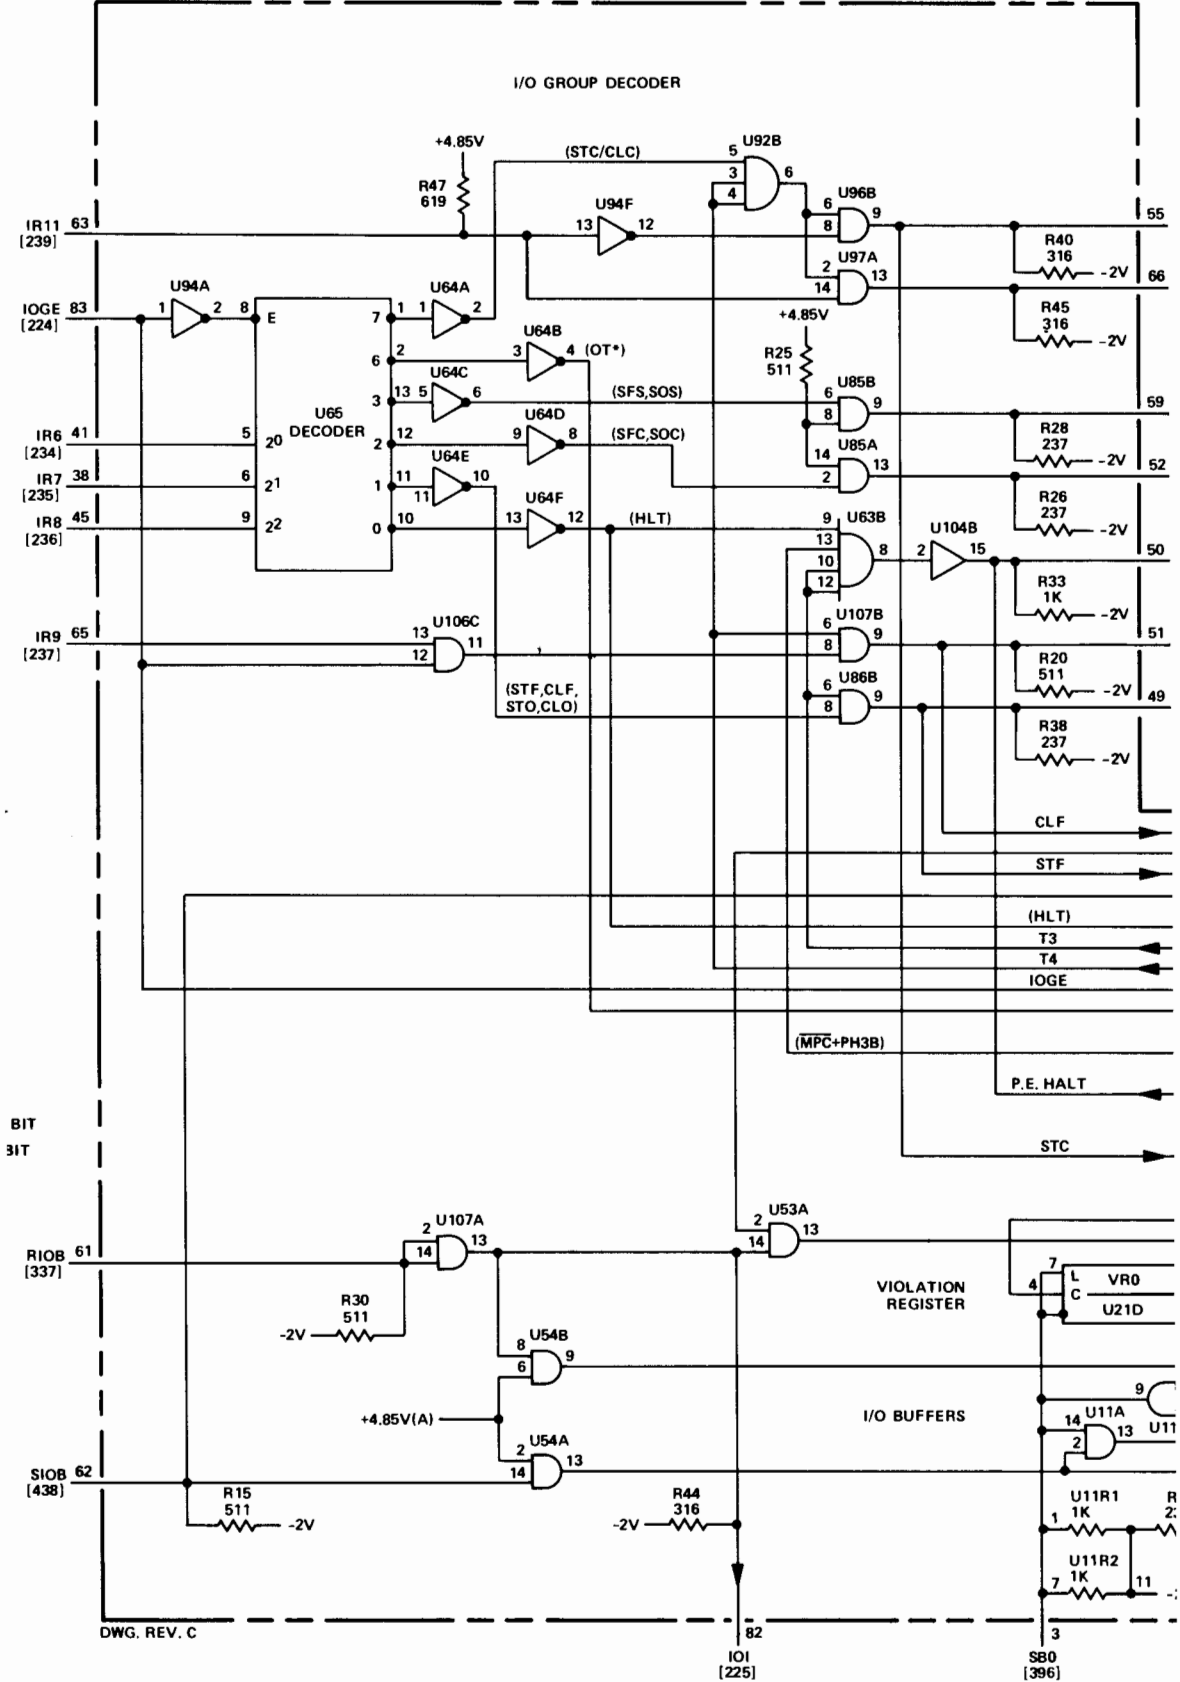 I/O GROUP DECODER
+4.85V
R47
619
(STC/CLC)
5
3
4
U92B
6
IR11
[239]
63
13
U94F
12
6
8
U96B
9
55
R40
316
-2V
2
14
U97A
13
66
R45
316
-2V
IOGE
[224]
83
1
U94A
2
8
E
7
1
1
U64A
2
6
2
3
U64B
4
(OT*)
+4.85V
R25
511
3
13
5
U64C
6
(SFS,SOS)
6
8
U85B
9
59
R28
237
-2V
U65
DECODER
IR6
[234]
41
5
2⁰
2
12
9
U64D
8
(SFC,SOC)
14
2
U85A
13
52
R26
237
-2V
IR7
[235]
38
6
2¹
1
11
11
U64E
10
IR8
[236]
45
9
2²
0
10
13
U64F
12
(HLT)
9
13
10
12
U63B
8
2
U104B
15
50
R33
1K
-2V
IR9
[237]
65
13
12
U106C
11
6
8
U107B
9
51
R20
511
-2V
(STF,CLF,
STO,CLO)
6
8
U86B
9
49
R38
237
-2V
CLF
STF
(HLT)
T3
T4
IOGE
(M̅P̅C̅+PH3B)
P.E. HALT
BIT
BIT
STC
RIOB
[337]
61
2
14
U107A
13
2
14
U53A
13
R30
511
-2V
VIOLATION
REGISTER
7
4
L
C
VR0
U21D
8
6
U54B
9
+4.85V(A)
I/O BUFFERS
9
U11
14
2
U11A
13
2
14
U54A
13
SIOB
[438]
62
R15
511
-2V
R44
316
-2V
U11R1
1K
1
R
U11R2
1K
7
11
DWG. REV. C
82
IOI
[225]
3
SB0
[396]